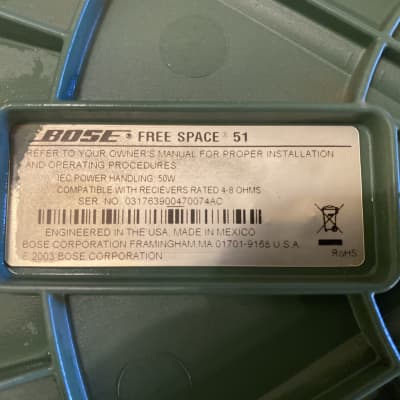 BOSE® FREE SPACE® 51
REFER TO YOUR OWNER'S MANUAL FOR PROPER INSTALLATION
AND OPERATING PROCEDURES.
IEC POWER HANDLING: 50W
COMPATIBLE WITH RECIEVERS RATED 4-8 OHMS
SER. NO. 031763900470074AC
ENGINEERED IN THE USA, MADE IN MEXICO
BOSE CORPORATION FRAMINGHAM MA 01701-9168 U.S.A.
© 2003 BOSE CORPORATION
RoHS